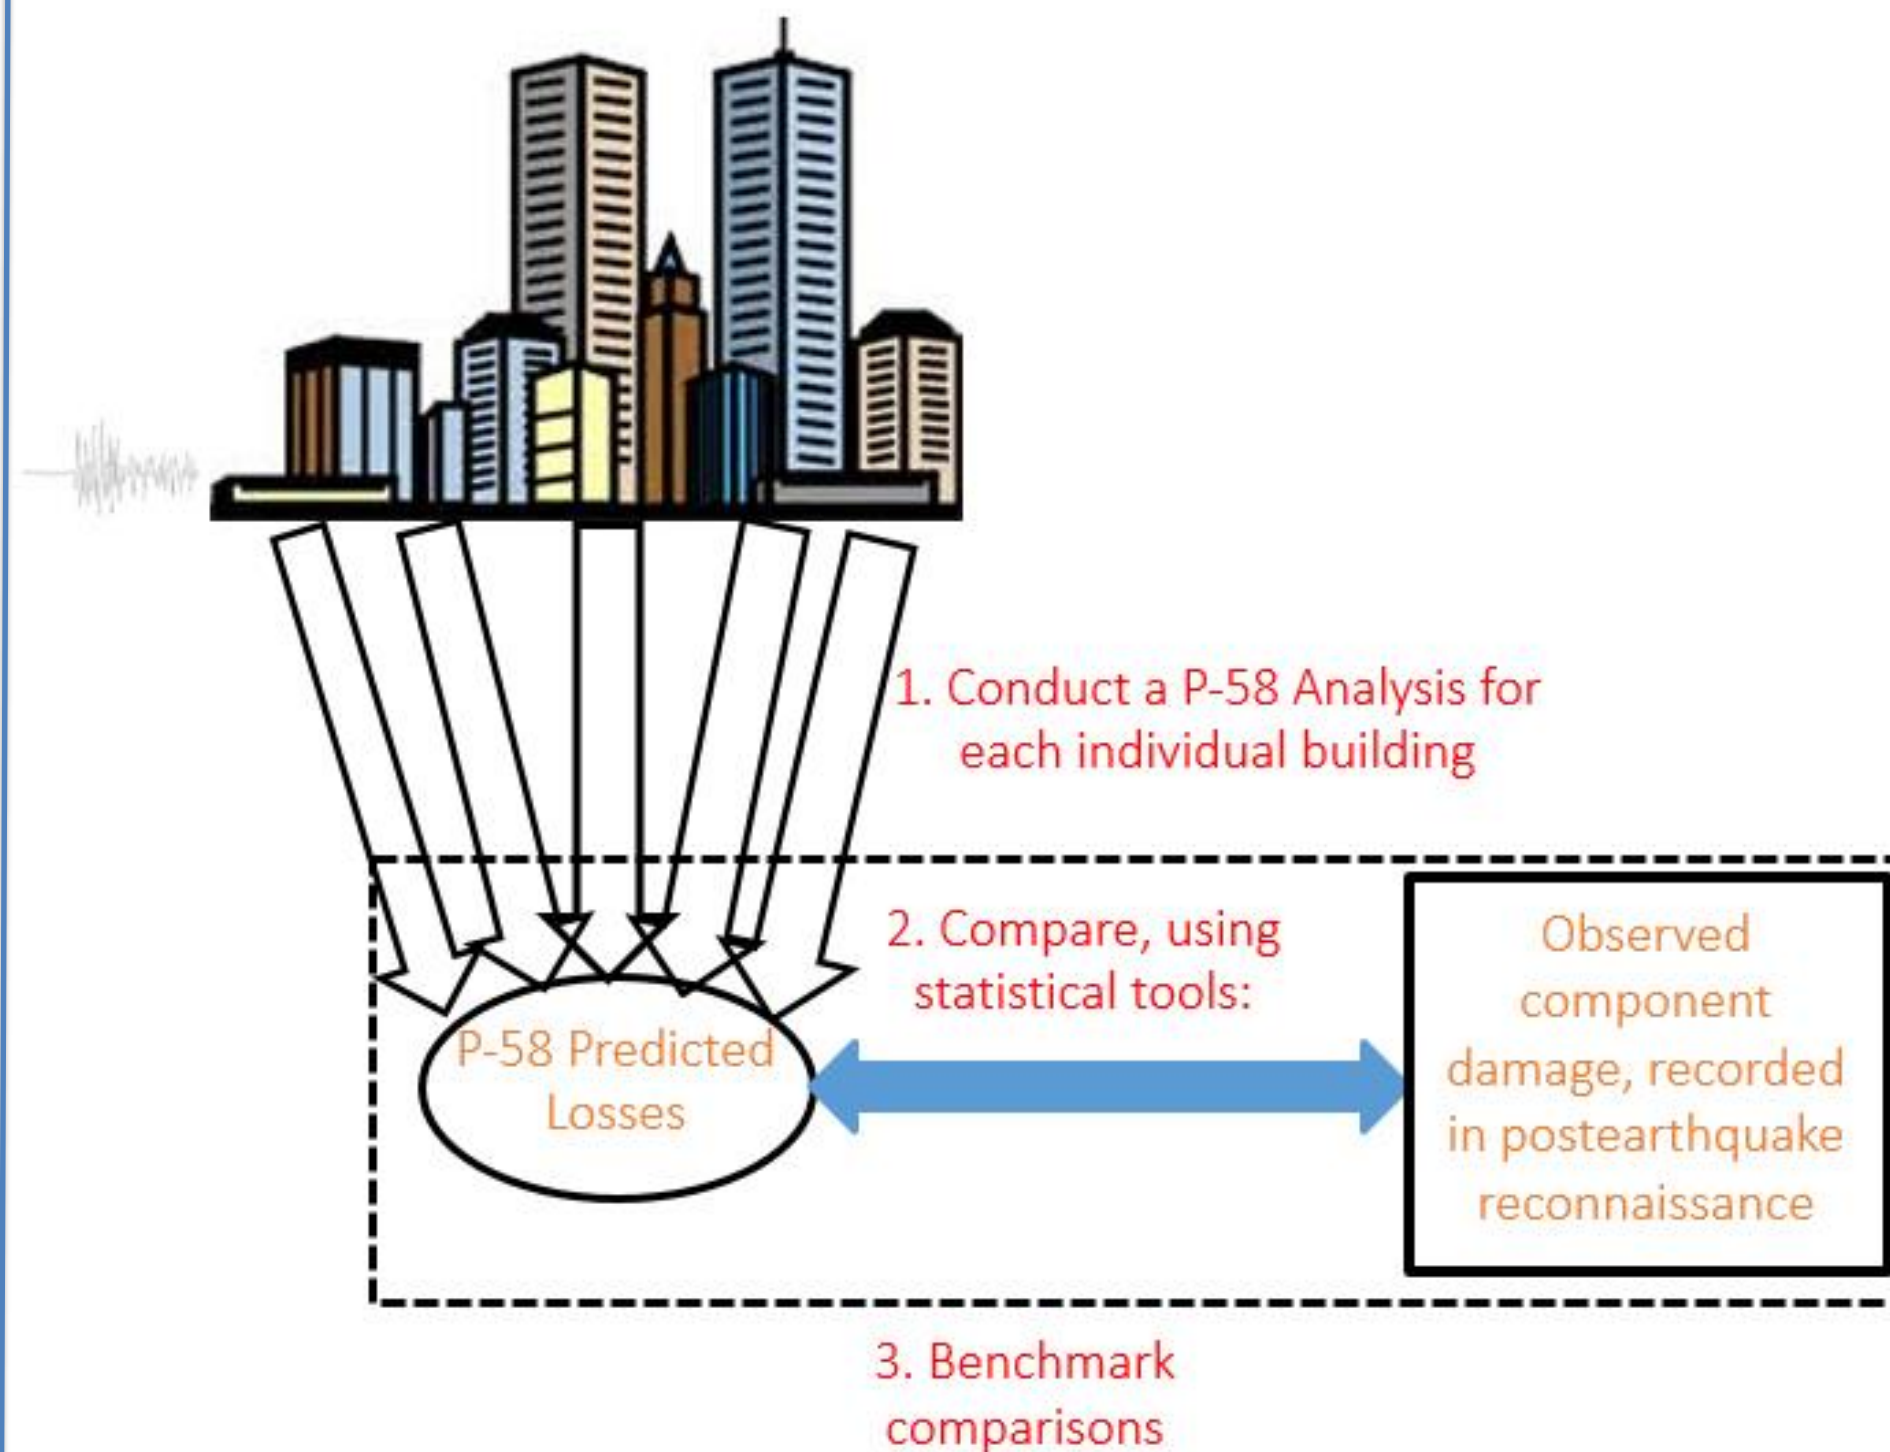 1. Conduct a P-58 Analysis for
each individual building
2. Compare, using
statistical tools:
P-58 Predicted
Losses
Observed
component
damage, recorded
in postearthquake
reconnaissance
3. Benchmark
comparisons